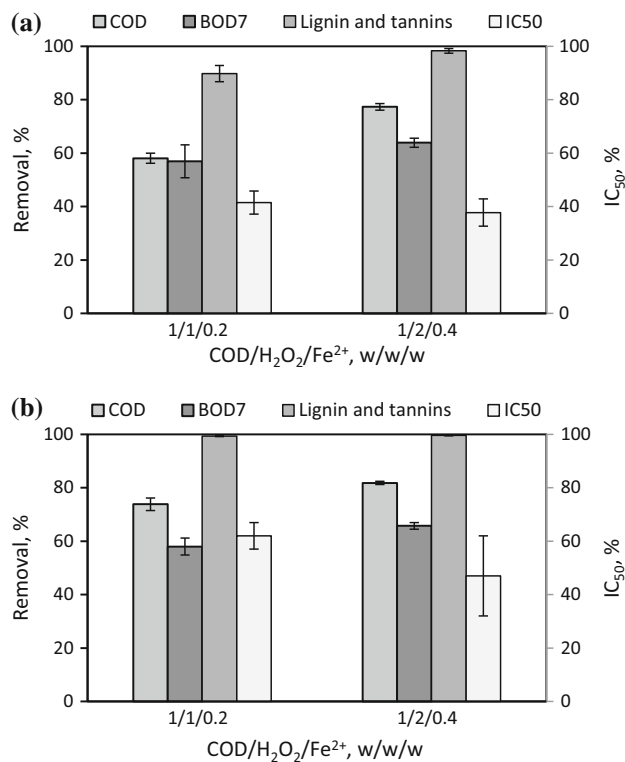 (a)
COD BOD7 Lignin and tannins IC50
100 100
80 80
60 60
40 40
20 20
0 0
Removal, %
IC₅₀, %
1/1/0.2 1/2/0.4
COD/H₂O₂/Fe²⁺, w/w/w
(b)
COD BOD7 Lignin and tannins IC50
100 100
80 80
60 60
40 40
20 20
0 0
Removal, %
IC₅₀, %
1/1/0.2 1/2/0.4
COD/H₂O₂/Fe²⁺, w/w/w